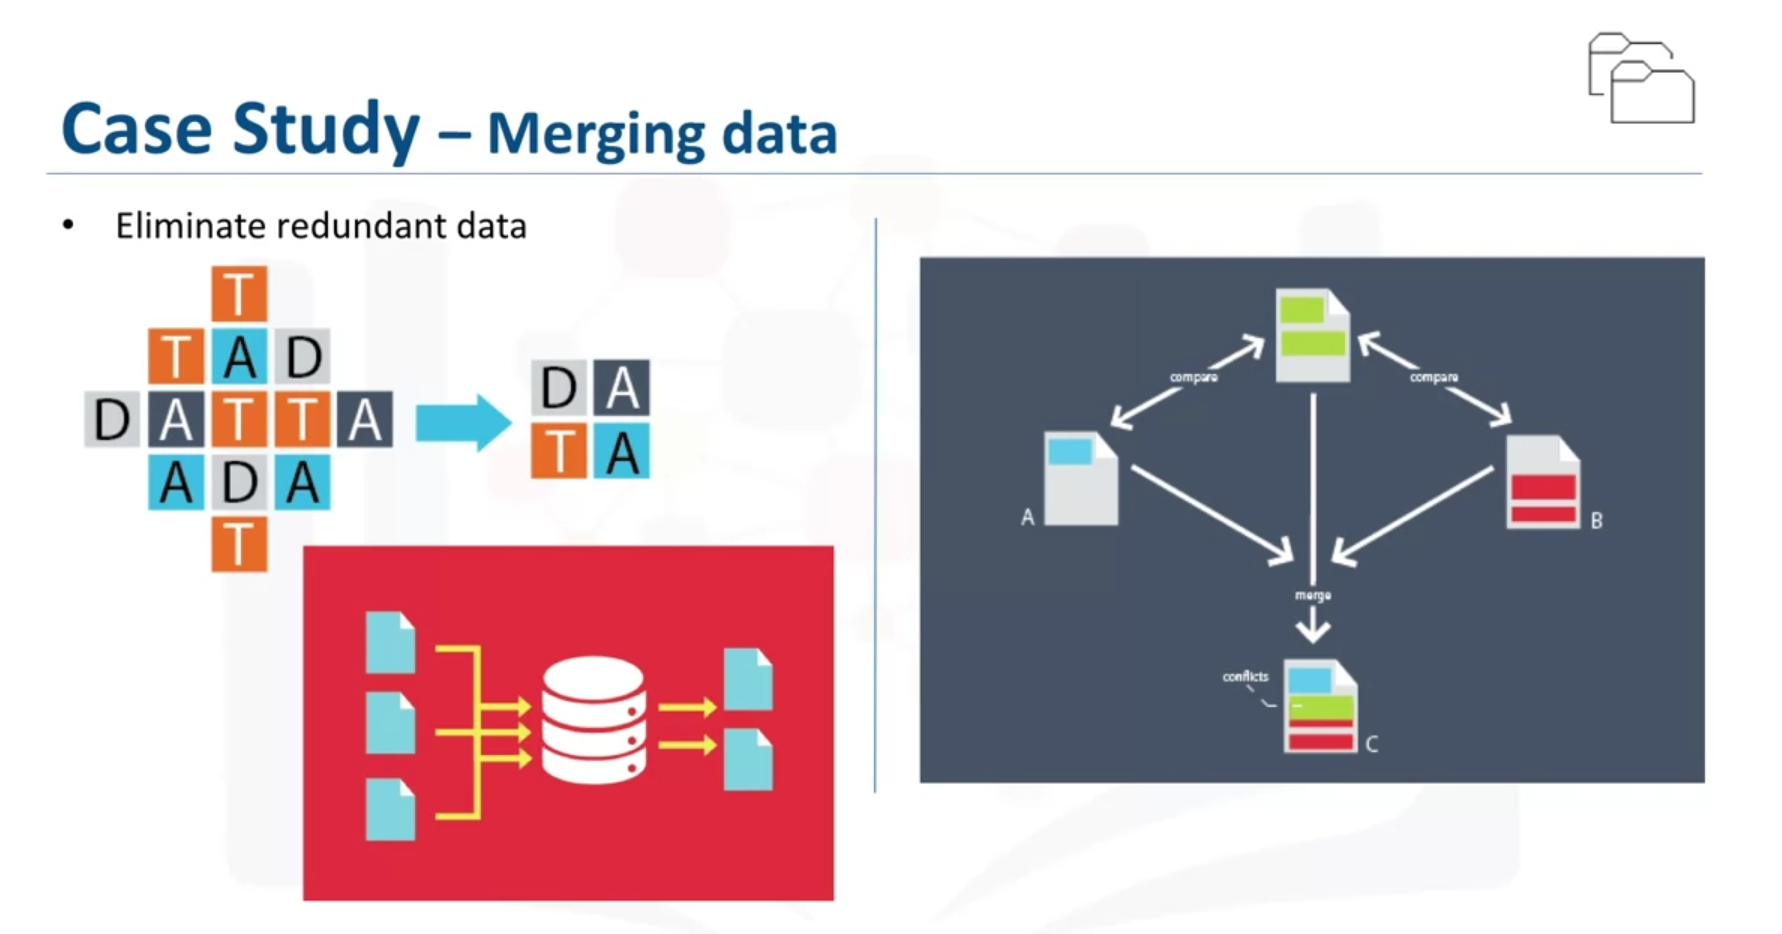 Case Study – Merging data
• Eliminate redundant data
T
T A D
D A T T A
A D A
T
D A
T A
compare
compare
A
B
merge
conflicts
C